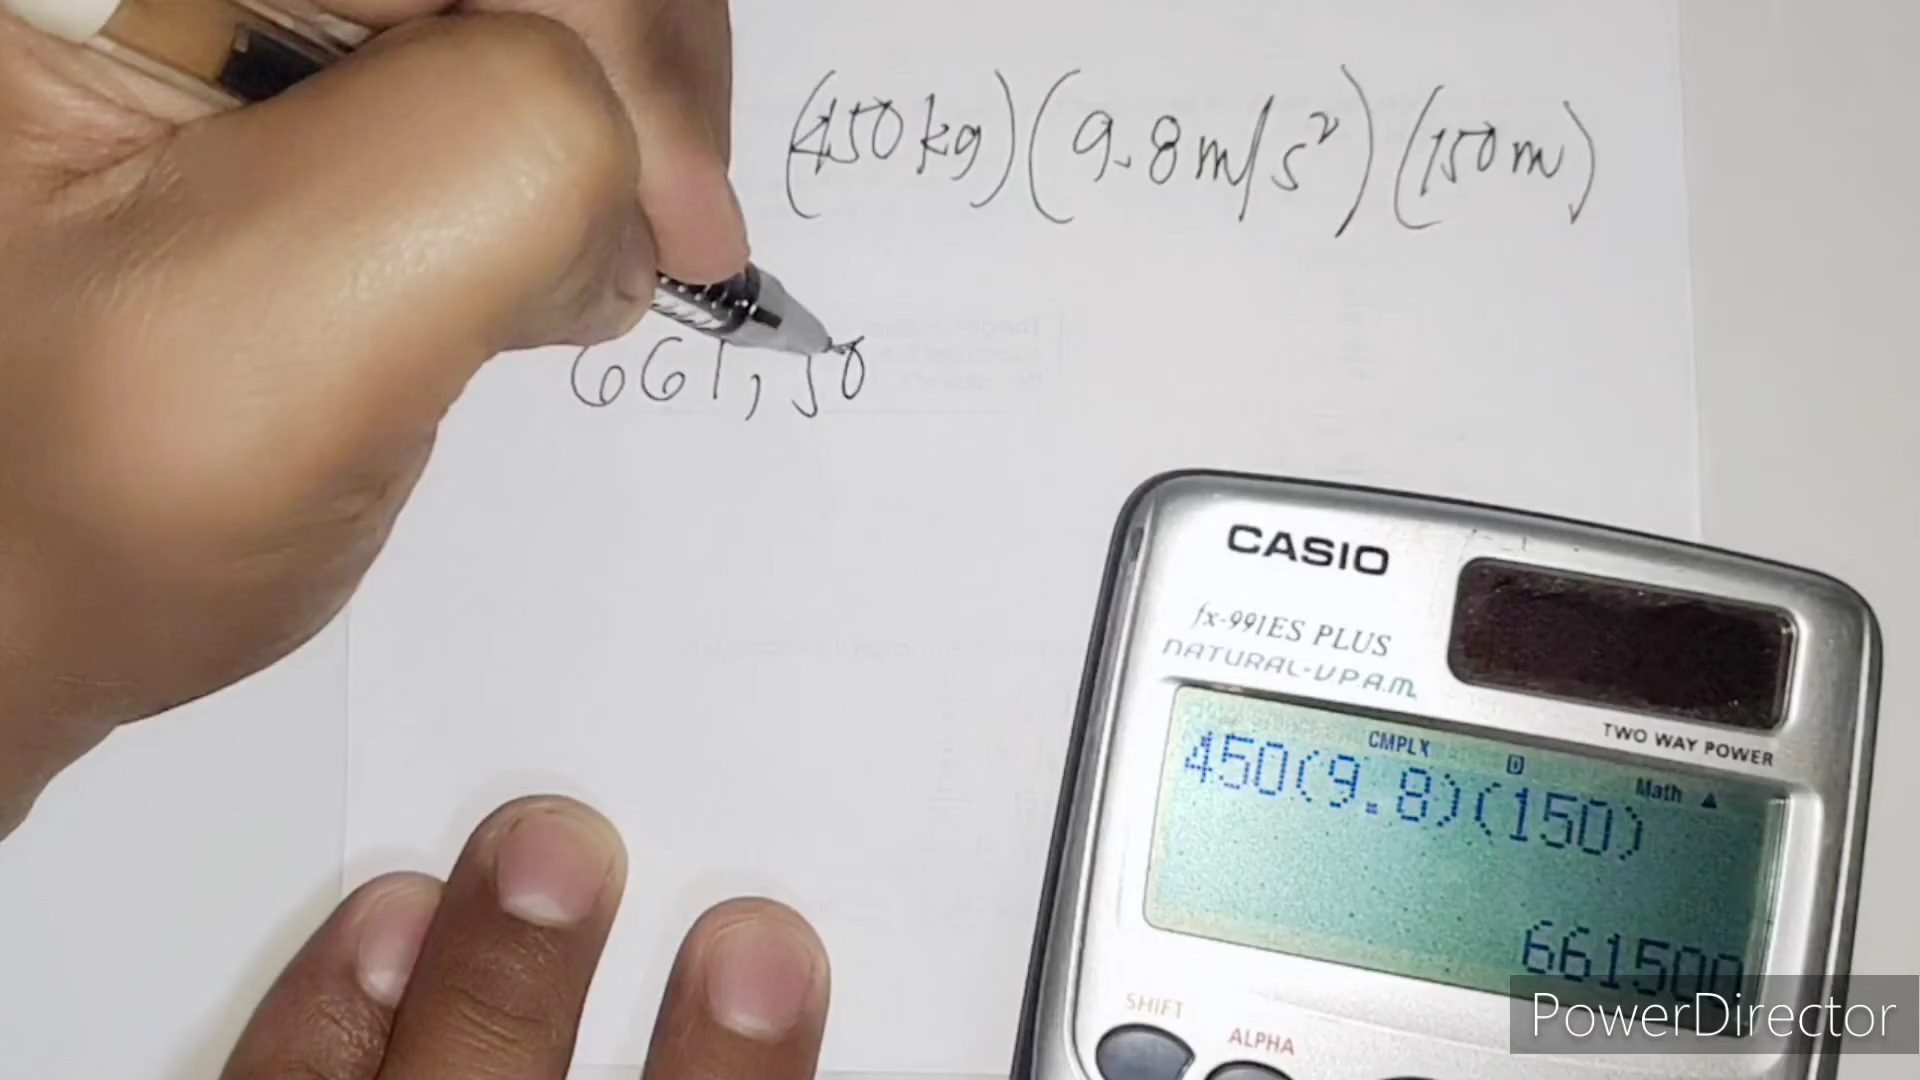 (450 kg) (9.8 m/s²) (150 m)
661,50
CASIO
fx-991ES PLUS
NATURAL-V.P.A.M.
TWO WAY POWER
CMPLX D Math ▲
450(9.8)(150)
661500
SHIFT
ALPHA
PowerDirector